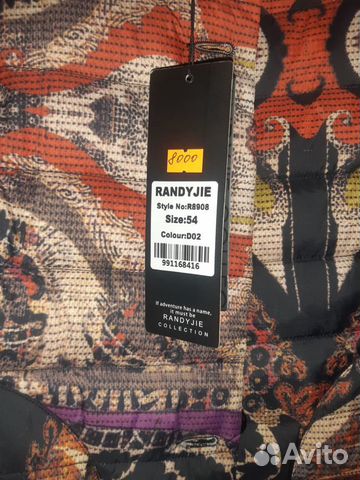 8000
RANDYJIE
Style No:R8908
Size:54
Colour:D02
991168416
If adventure has a name,
it must be
RANDYJIE
COLLECTION
Avito